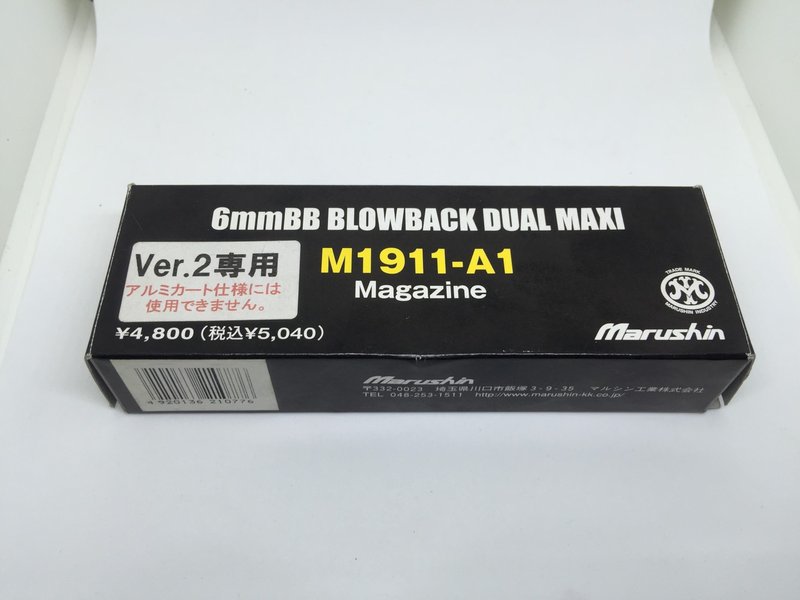 6mmBB BLOWBACK DUAL MAXI
Ver.2専用
アルミカート仕様には
使用できません。
M1911-A1
Magazine
¥4,800(税込¥5,040)
TRADE MARK
MARUSHIN INDUSTRY
Marushin
Marushin
〒332-0023 埼玉県川口市飯塚3-9-35 マルシン工業株式会社
TEL 048-253-1511 http://www.marushin-kk.co.jp/
4 920136 210776